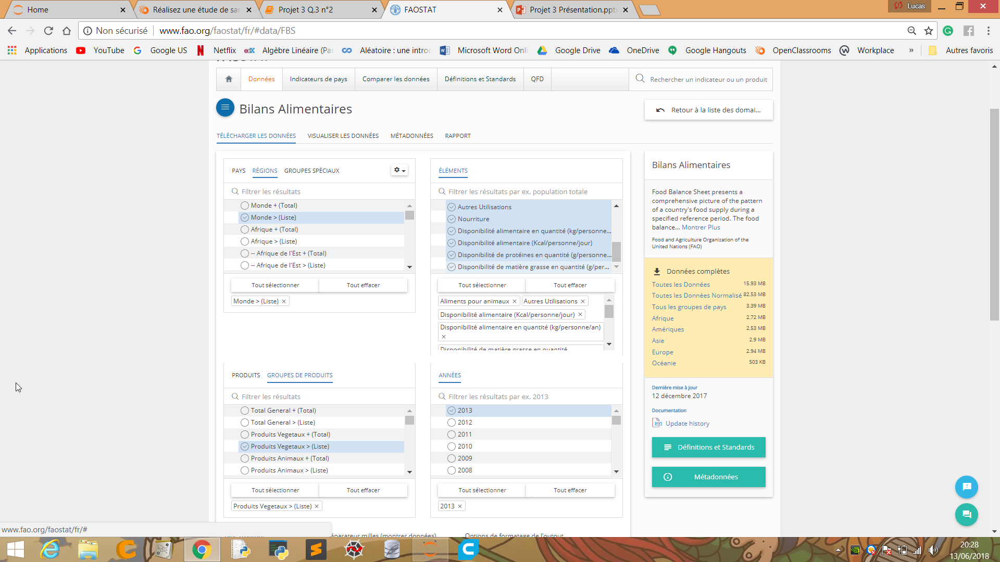 Home
Réalisez une étude de sa
Projet 3 Q.3 n°2
FAOSTAT
Projet 3 Présentation.pptx
Lucas
Non sécurisé
www.fao.org/faostat/fr/#data/FBS
Applications
YouTube
Google US
Netflix
Algèbre Linéaire (Par
Aléatoire : une introd
Microsoft Word Onli
Google Drive
OneDrive
Google Hangouts
OpenClassrooms
Workplace
»
Autres favoris
Données
Indicateurs de pays
Comparer les données
Définitions et Standards
QFD
Rechercher un indicateur ou un produit
Bilans Alimentaires
Retour à la liste des domai...
TÉLÉCHARGER LES DONNÉES
VISUALISER LES DONNÉES
MÉTADONNÉES
RAPPORT
PAYS
RÉGIONS
GROUPES SPÉCIAUX
Filtrer les résultats
Monde + (Total)
Monde > (Liste)
Afrique + (Total)
Afrique > (Liste)
-- Afrique de l'Est + (Total)
-- Afrique de l'Est > (Liste)
Tout sélectionner
Tout effacer
Monde > (Liste) ×
ÉLÉMENTS
Filtrer les résultats par ex. population totale
Autres Utilisations
Nourriture
Disponibilité alimentaire en quantité (kg/personne...
Disponibilité alimentaire (Kcal/personne/jour)
Disponibilité de protéines en quantité (g/personne...
Disponibilité de matière grasse en quantité (g/per...
Tout sélectionner
Tout effacer
Aliments pour animaux ×
Autres Utilisations ×
Disponibilité alimentaire (Kcal/personne/jour) ×
Disponibilité alimentaire en quantité (kg/personne/an)
×
Disponibilité de matière grasse en quantité
PRODUITS
GROUPES DE PRODUITS
Filtrer les résultats
Total General + (Total)
Total General > (Liste)
Produits Vegetaux + (Total)
Produits Vegetaux > (Liste)
Produits Animaux + (Total)
Produits Animaux > (Liste)
Tout sélectionner
Tout effacer
Produits Vegetaux > (Liste) ×
ANNÉES
Filtrer les résultats par ex. 2013
2013
2012
2011
2010
2009
2008
Tout sélectionner
Tout effacer
2013 ×
Bilans Alimentaires
Food Balance Sheet presents a
comprehensive picture of the pattern
of a country's food supply during a
specified reference period. The food
balance... Montrer Plus
Food and Agriculture Organization of the
United Nations (FAO)
Données complètes
Toutes les Données 15.93 MB
Toutes les Données Normalisé 82.53 MB
Tous les groupes de pays 3.39 MB
Afrique 2.72 MB
Amériques 2.53 MB
Asie 2.9 MB
Europe 2.94 MB
Océanie 503 KB
Dernière mise à jour
12 décembre 2017
Documentation
Update history
Définitions et Standards
Métadonnées
www.fao.org/faostat/fr/#
éparateur milles (montrer données)
Options de formatage de l'output
20:28
13/06/2018